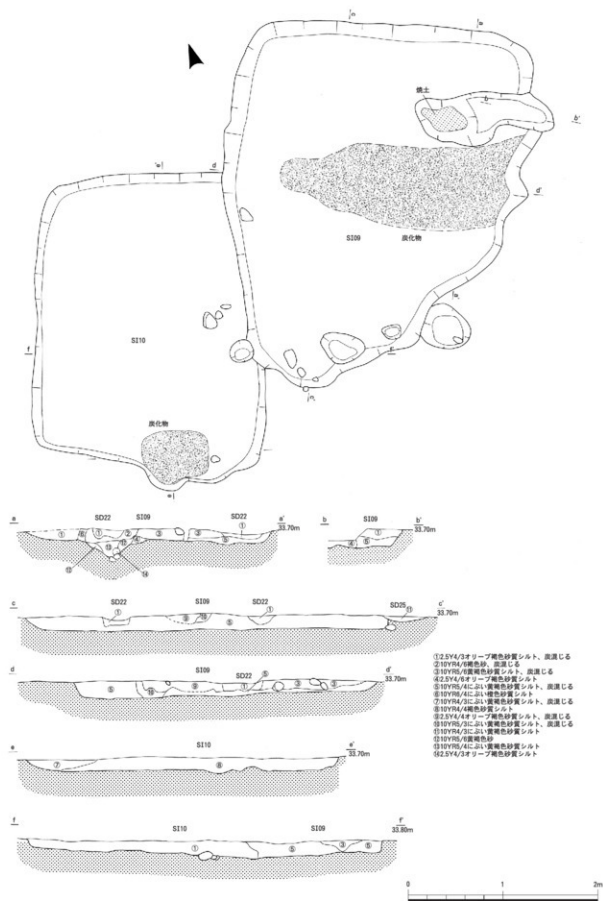 焼土
b
b'
d
d'
SI09 炭化物
SI10
f
f'
炭化物
SD22 SI09 SD22
a a'
33.70m
SI09
b b'
33.70m
SD22 SI09 SD22 SD25
c c'
33.70m
SI09 SD22
d d'
33.70m
SI10
e e'
33.70m
SI10 SI09
f f'
33.80m
①2.5Y4/3オリーブ褐色砂質シルト、炭混じる
②10YR4/6褐色砂、炭混じる
③10YR5/6黄褐色砂質シルト、炭混じる
④2.5Y4/6オリーブ褐色砂質シルト
⑤10YR5/4にぶい黄褐色砂質シルト、炭混じる
⑥10YR6/4にぶい橙色砂質シルト
⑦10YR4/3にぶい黄褐色砂質シルト、炭混じる
⑧10YR4/4褐色砂質シルト
⑨2.5Y4/4オリーブ褐色砂質シルト、炭混じる
⑩10YR5/3にぶい黄褐色砂質シルト、炭混じる
⑪10YR4/3にぶい黄褐色砂質シルト
⑫10YR5/6黄褐色砂
⑬10YR5/4にぶい黄褐色砂質シルト
⑭2.5Y4/3オリーブ褐色砂質シルト
0 1 2m